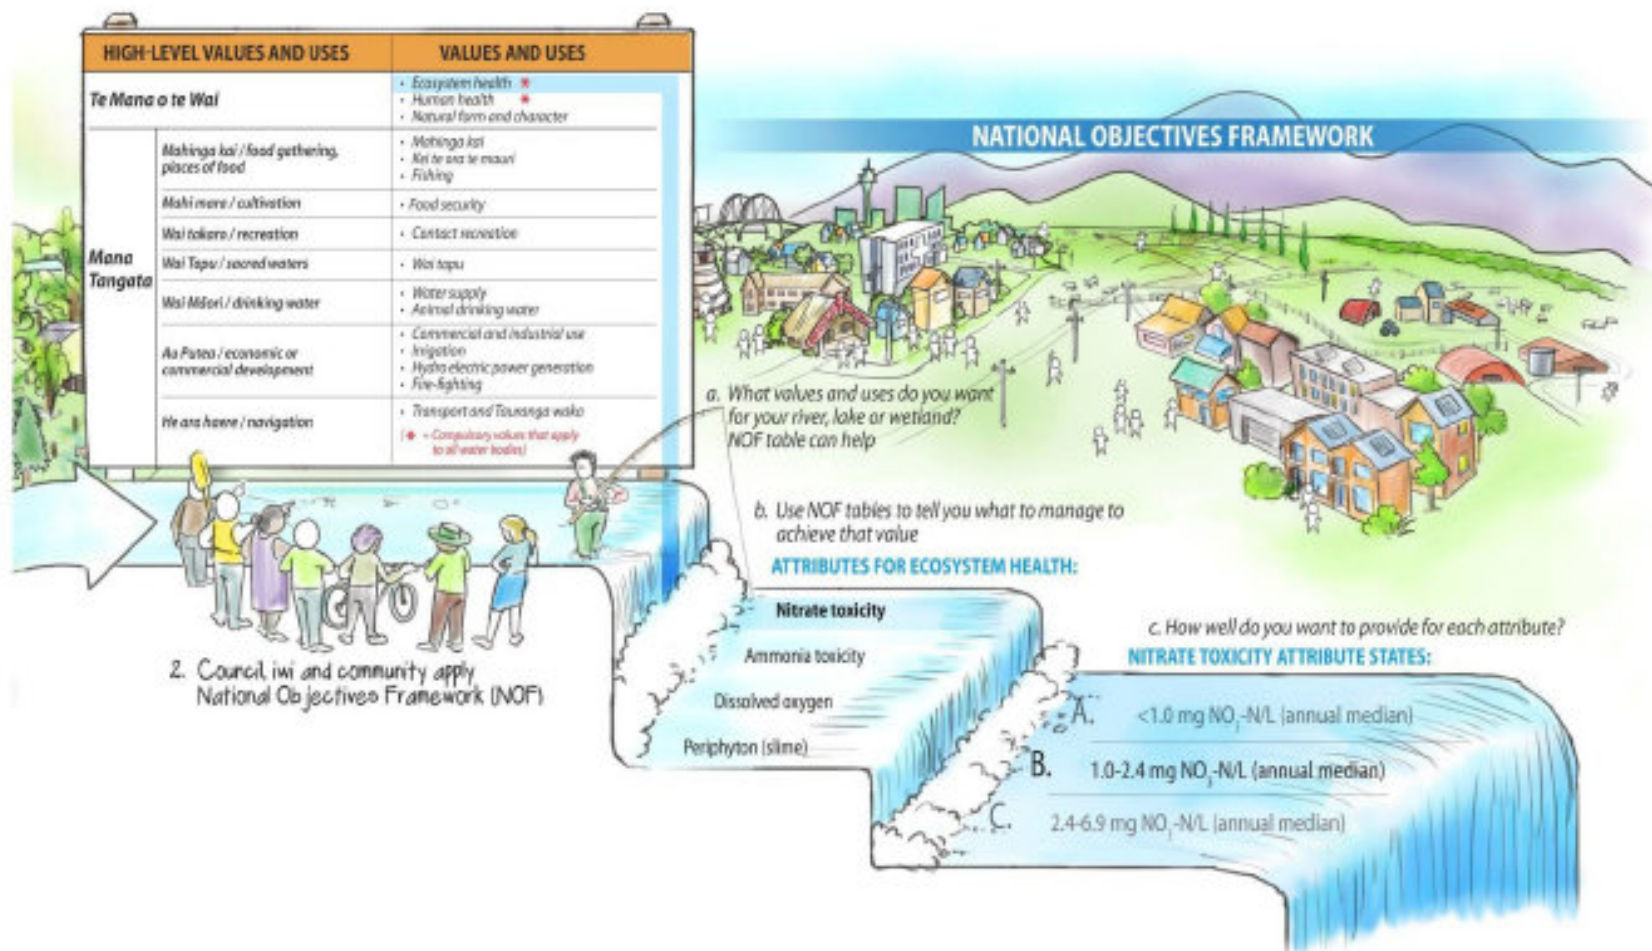 HIGH-LEVEL VALUES AND USES
VALUES AND USES
Te Mana o te Wai
• Ecosystem health *
• Human health *
• Natural form and character
Mana
Tangata
Mahinga kai / food gathering,
places of food
• Mahinga kai
• Kei te ora te mauri
• Fishing
Mahi mara / cultivation
• Food security
Wai takaro / recreation
• Contact recreation
Wai Tapu / sacred waters
• Wai tapu
Wai Māori / drinking water
• Water supply
• Animal drinking water
Au Putea / economic or
commercial development
• Commercial and industrial use
• Irrigation
• Hydro electric power generation
• Fire-fighting
He ara haere / navigation
• Transport and Tauranga waka
(* = Compulsory values that apply
to all water bodies)
NATIONAL OBJECTIVES FRAMEWORK
a. What values and uses do you want
for your river, lake or wetland?
NOF table can help
b. Use NOF tables to tell you what to manage to
achieve that value
ATTRIBUTES FOR ECOSYSTEM HEALTH:
Nitrate toxicity
Ammonia toxicity
Dissolved oxygen
Periphyton (slime)
c. How well do you want to provide for each attribute?
NITRATE TOXICITY ATTRIBUTE STATES:
A. <1.0 mg NO₃-N/L (annual median)
B. 1.0-2.4 mg NO₃-N/L (annual median)
C. 2.4-6.9 mg NO₃-N/L (annual median)
2. Council, iwi and community apply
National Objectives Framework (NOF)